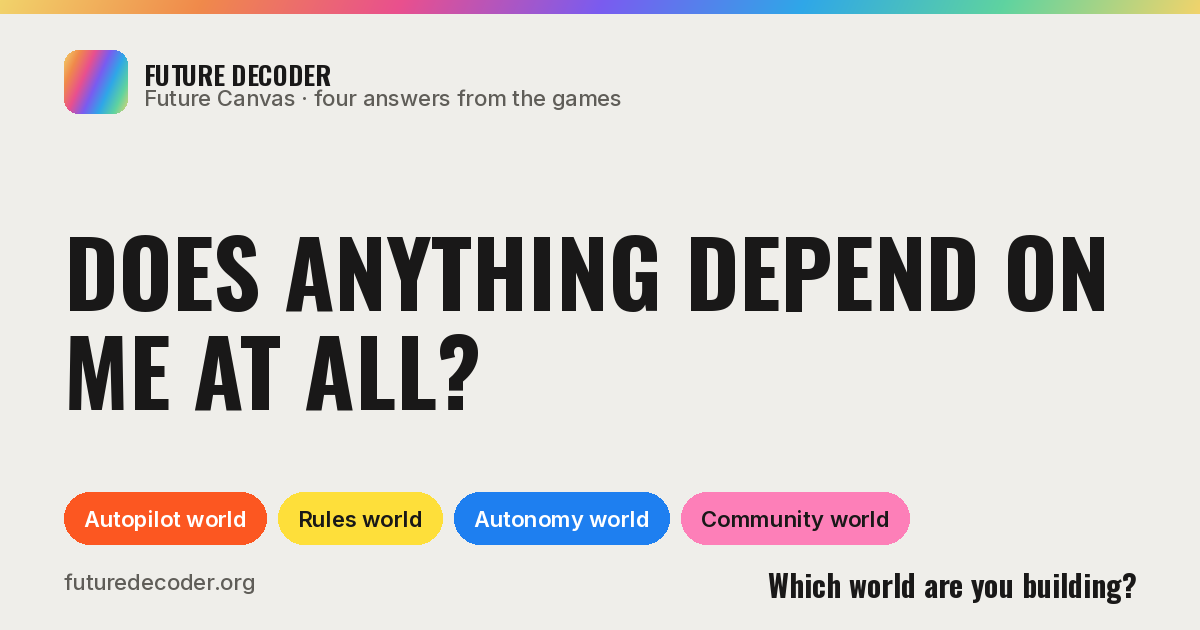 FUTURE DECODER
Future Canvas · four answers from the games
DOES ANYTHING DEPEND ON
ME AT ALL?
Autopilot world
Rules world
Autonomy world
Community world
futuredecoder.org
Which world are you building?